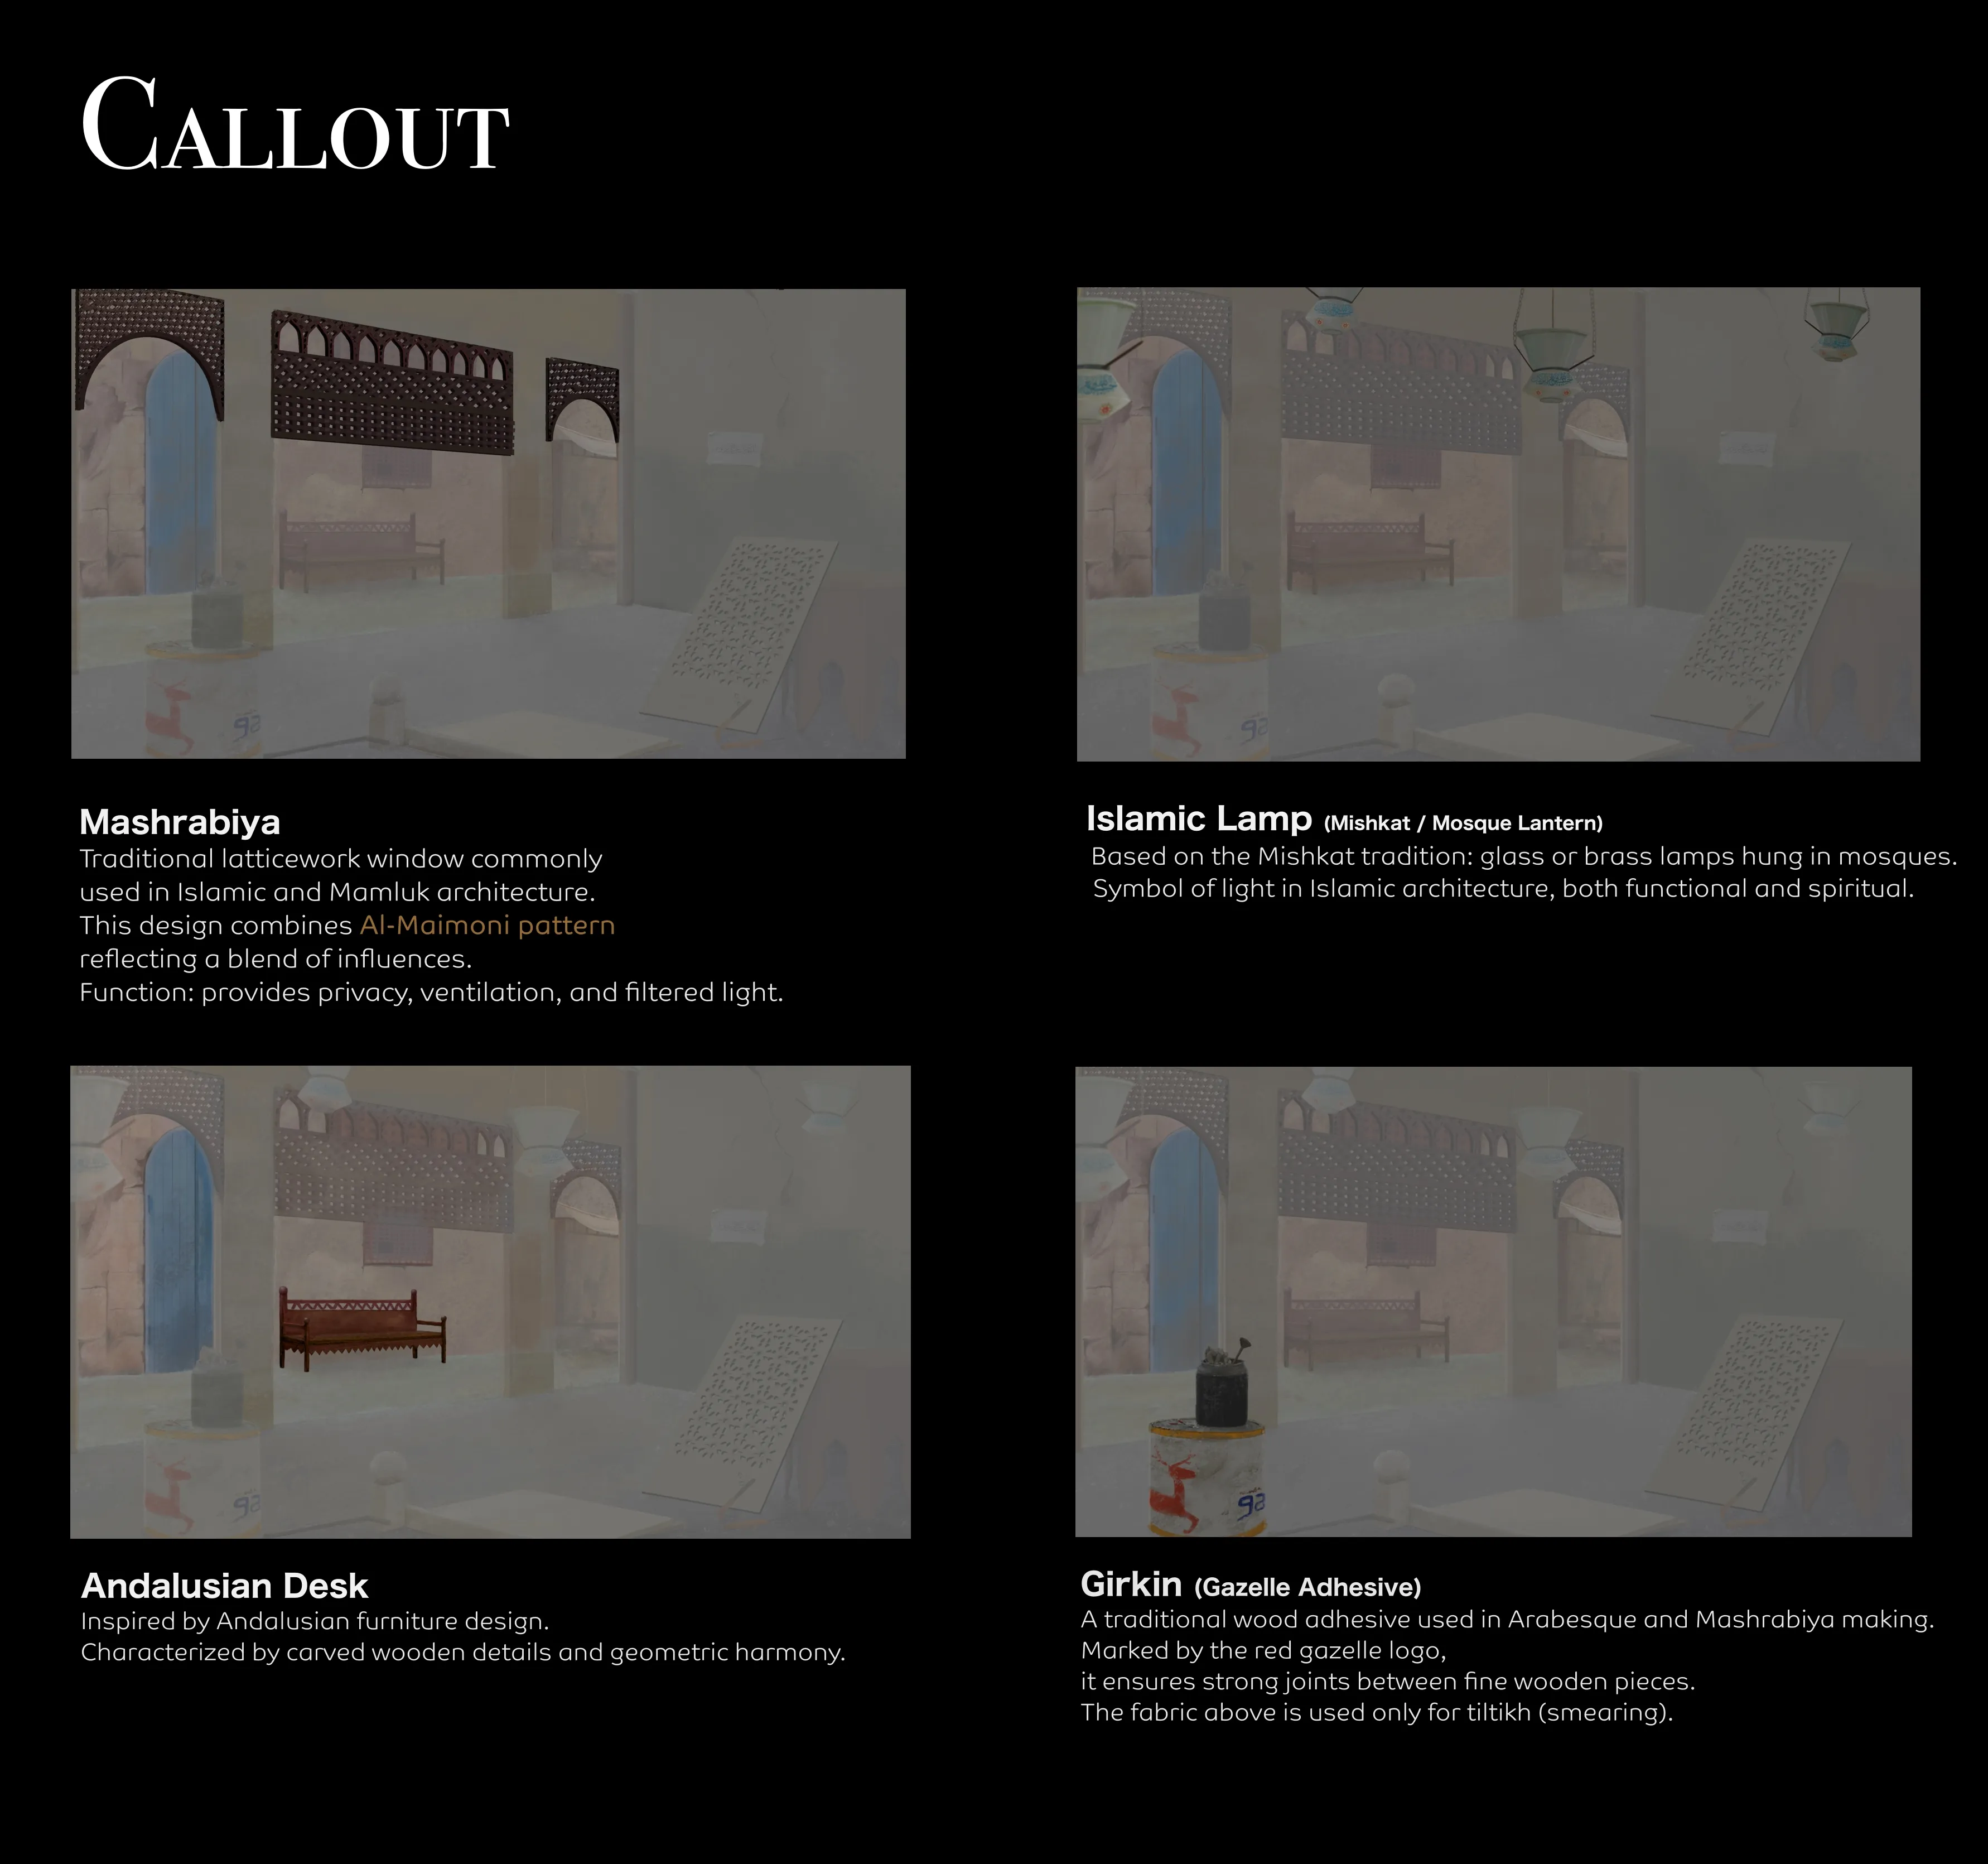 CALLOUT
Mashrabiya
Traditional latticework window commonly
used in Islamic and Mamluk architecture.
This design combines Al-Maimoni pattern
reflecting a blend of influences.
Function: provides privacy, ventilation, and filtered light.
Islamic Lamp (Mishkat / Mosque Lantern)
Based on the Mishkat tradition: glass or brass lamps hung in mosques.
Symbol of light in Islamic architecture, both functional and spiritual.
Andalusian Desk
Inspired by Andalusian furniture design.
Characterized by carved wooden details and geometric harmony.
Girkin (Gazelle Adhesive)
A traditional wood adhesive used in Arabesque and Mashrabiya making.
Marked by the red gazelle logo,
it ensures strong joints between fine wooden pieces.
The fabric above is used only for tiltikh (smearing).